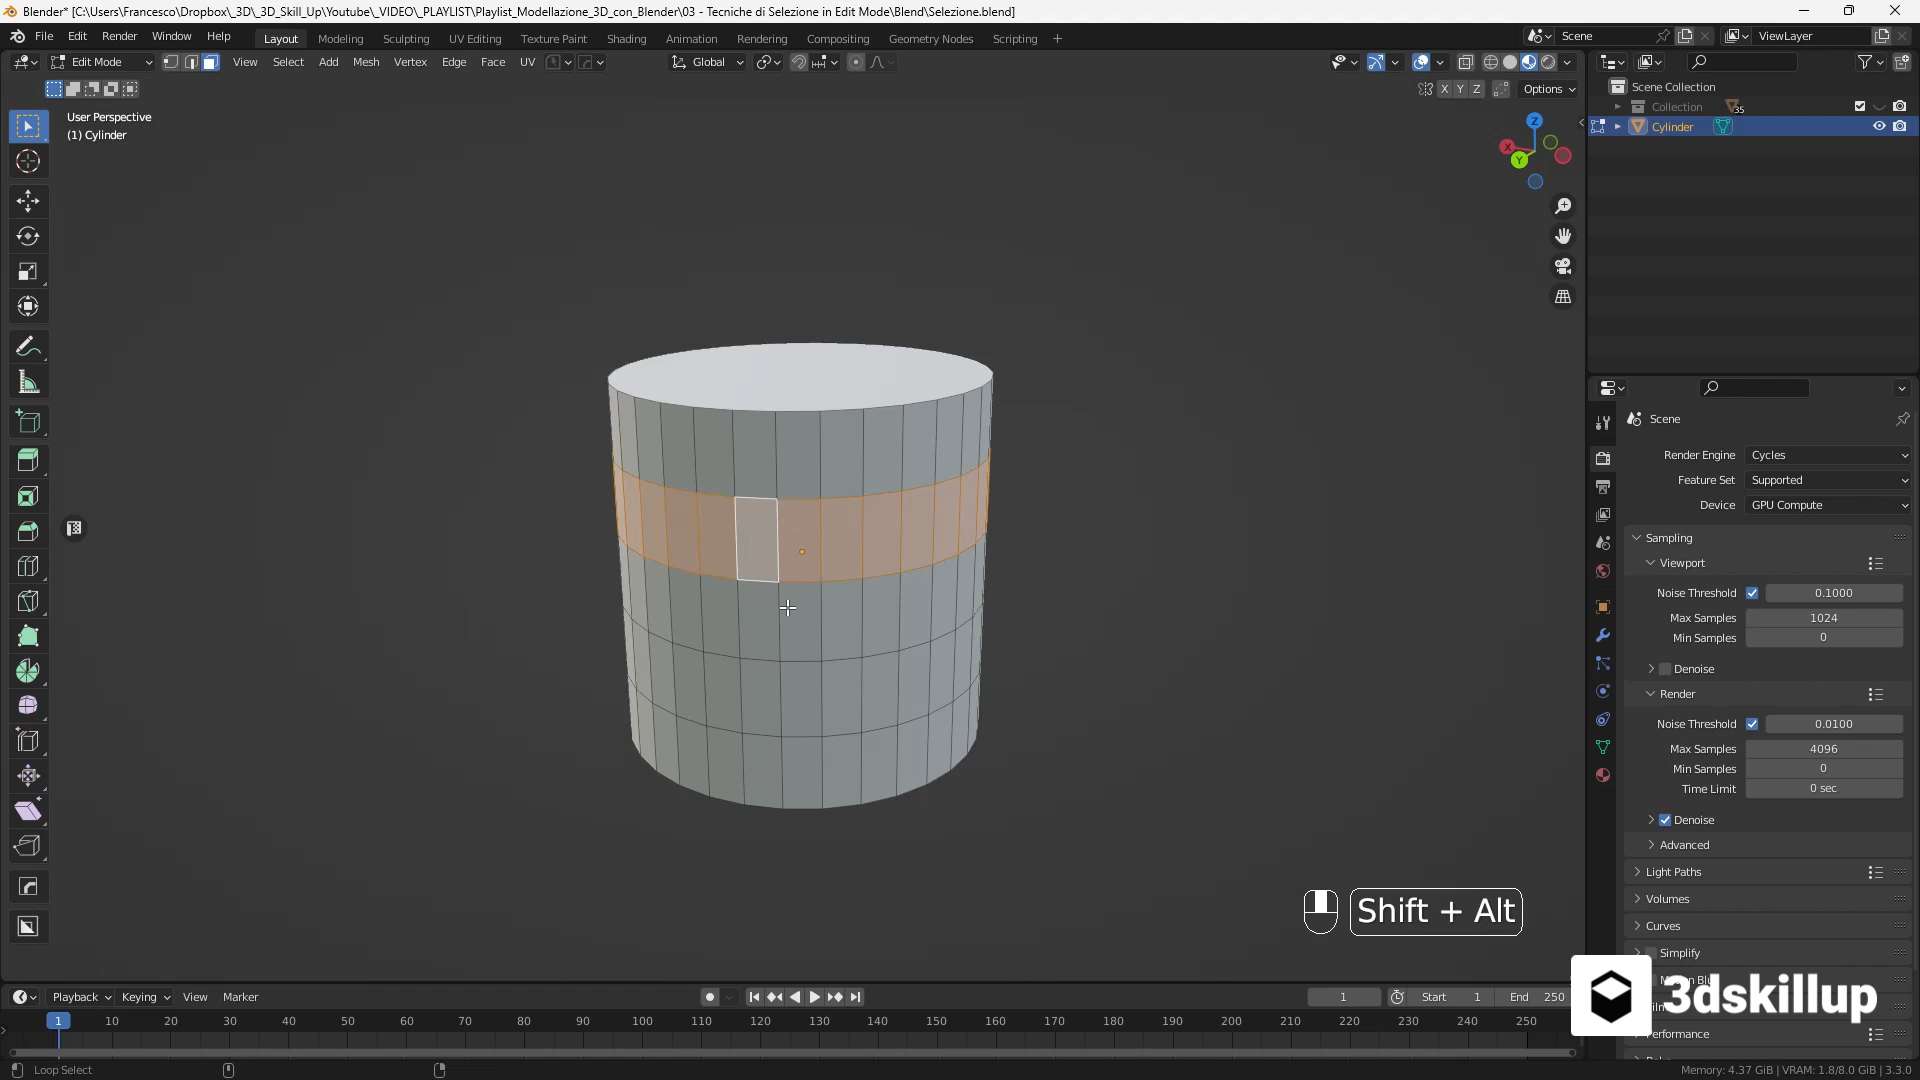 Blender* [C:\Users\Francesco\Dropbox\_3D\_3D_Skill_Up\Youtube\_VIDEO\_PLAYLIST\Playlist_Modellazione_3D_con_Blender\03 - Tecniche di Selezione in Edit Mode\Blend\Selezione.blend]
File Edit Render Window Help Layout Modeling Sculpting UV Editing Texture Paint Shading Animation Rendering Compositing Geometry Nodes Scripting + Scene ViewLayer
Edit Mode View Select Add Mesh Vertex Edge Face UV Global
X Y Z Options
User Perspective
(1) Cylinder
Z
X
Y
Scene Collection
Collection 35
Cylinder
Scene
Render Engine Cycles
Feature Set Supported
Device GPU Compute
Sampling
Viewport
Noise Threshold 0.1000
Max Samples 1024
Min Samples 0
Denoise
Render
Noise Threshold 0.0100
Max Samples 4096
Min Samples 0
Time Limit 0 sec
Denoise
Advanced
Light Paths
Volumes
Curves
Simplify
Shift + Alt
3dskillup
Playback Keying View Marker 1 Start 1 End 250
1 10 20 30 40 50 60 70 80 90 100 110 120 130 140 150 160 170 180 190 200 210 220 230 240 250
Loop Select
Memory: 4.37 GiB | VRAM: 1.8/8.0 GiB | 3.3.0